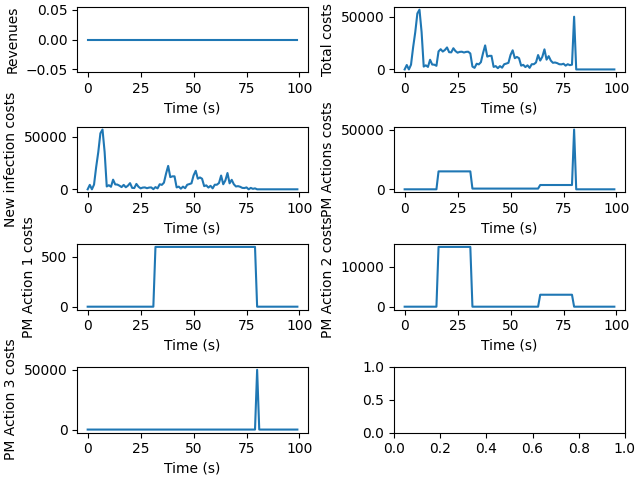 Revenues
0.05
0.00
−0.05
0 25 50 75 100
Time (s)
Total costs
50000
0
0 25 50 75 100
Time (s)
New infection costs
50000
0
0 25 50 75 100
Time (s)
PM Actions costs
50000
0
0 25 50 75 100
Time (s)
PM Action 1 costs
500
0
0 25 50 75 100
Time (s)
PM Action 2 costs
10000
0
0 25 50 75 100
Time (s)
PM Action 3 costs
50000
0
0 25 50 75 100
Time (s)
1.0
0.5
0.0
0.0 0.2 0.4 0.6 0.8 1.0